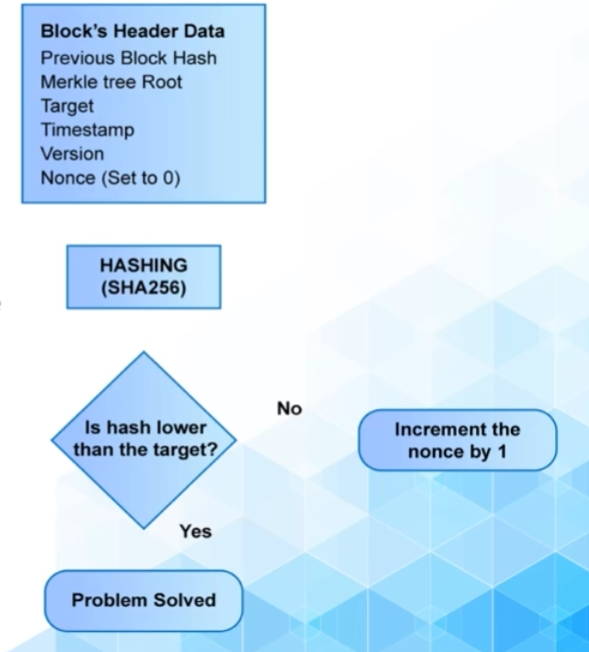 Block's Header Data
Previous Block Hash
Merkle tree Root
Target
Timestamp
Version
Nonce (Set to 0)
HASHING
(SHA256)
Is hash lower
than the target?
No
Increment the
nonce by 1
Yes
Problem Solved